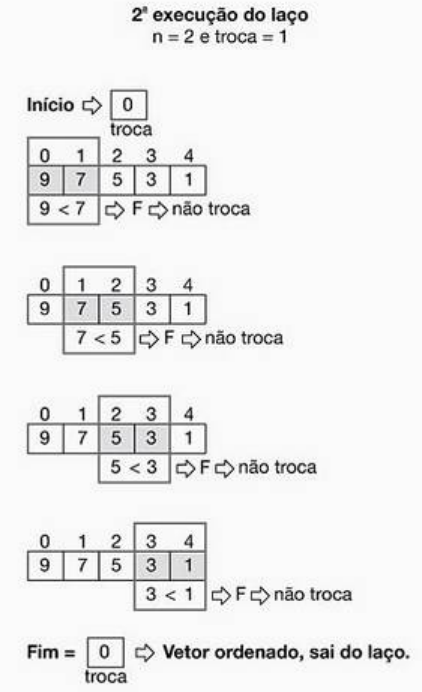 2ª execução do laço
n = 2 e troca = 1
Início ⇨ 0
troca
0 1 2 3 4
9 7 5 3 1
9 < 7 ⇨ F ⇨ não troca
0 1 2 3 4
9 7 5 3 1
7 < 5 ⇨ F ⇨ não troca
0 1 2 3 4
9 7 5 3 1
5 < 3 ⇨ F ⇨ não troca
0 1 2 3 4
9 7 5 3 1
3 < 1 ⇨ F ⇨ não troca
Fim = 0 ⇨ Vetor ordenado, sai do laço.
troca